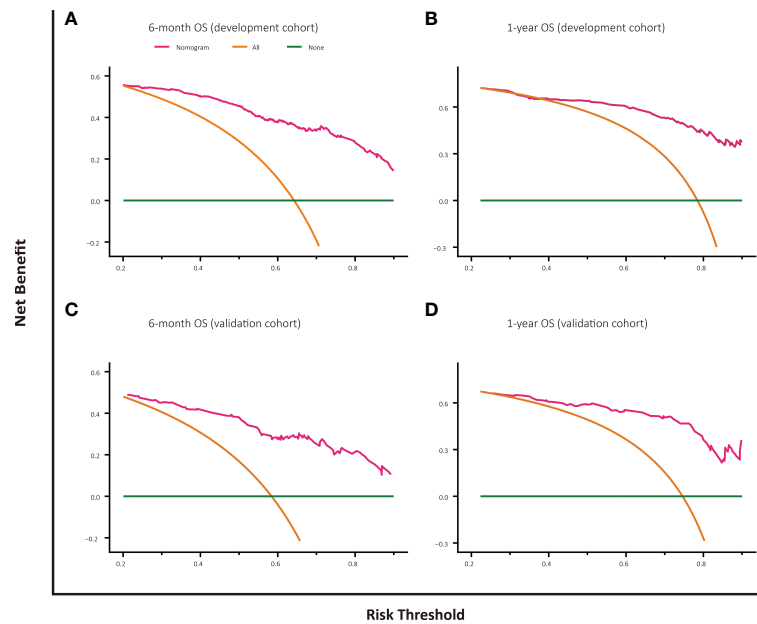 A
6-month OS (development cohort)
Nomogram All None
0.6
0.4
0.2
0.0
−0.2
0.2 0.4 0.6 0.8
B
1-year OS (development cohort)
0.6
0.3
0.0
−0.3
0.2 0.4 0.6 0.8
C
6-month OS (validation cohort)
0.6
0.4
0.2
0.0
−0.2
0.2 0.4 0.6 0.8
D
1-year OS (validation cohort)
0.6
0.3
0.0
−0.3
0.2 0.4 0.6 0.8
Net Benefit
Risk Threshold